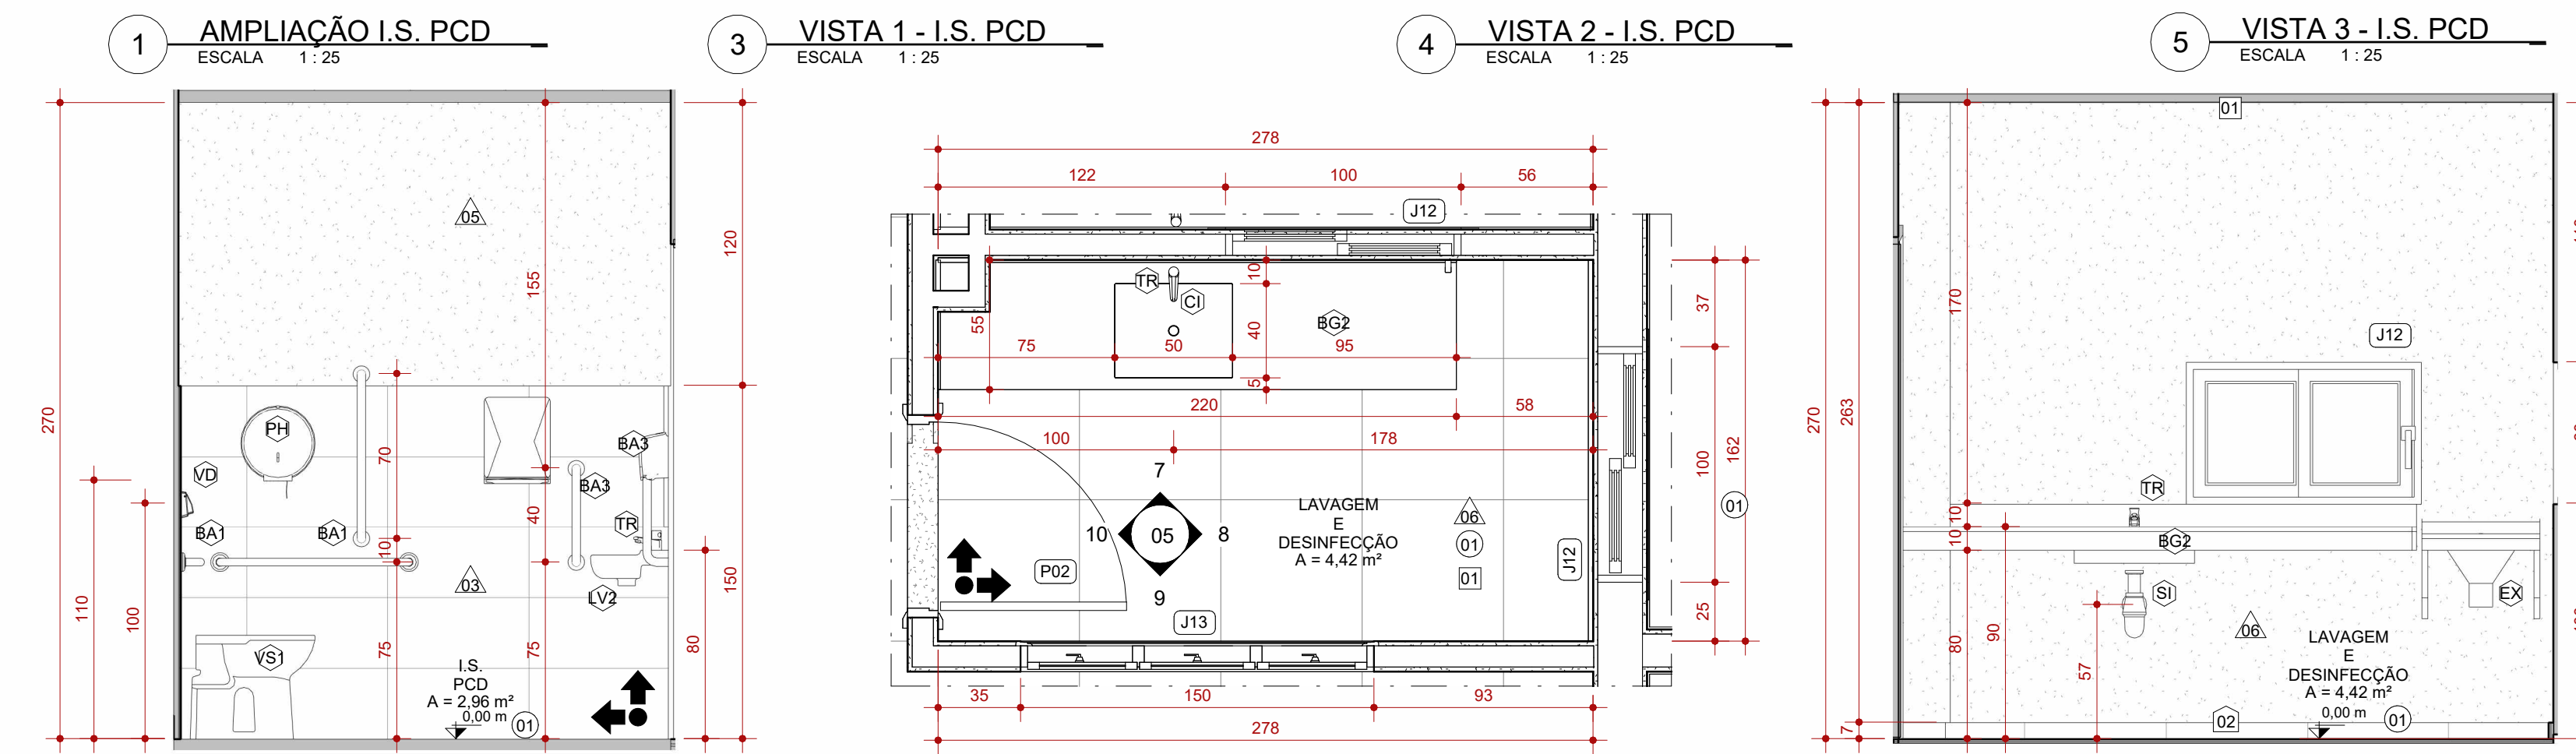 1 AMPLIAÇÃO I.S. PCD
ESCALA 1 : 25
3 VISTA 1 - I.S. PCD
ESCALA 1 : 25
4 VISTA 2 - I.S. PCD
ESCALA 1 : 25
5 VISTA 3 - I.S. PCD
ESCALA 1 : 25
270
110
100
05
155
120
PH
VD
BA1
BA1
70
10
75
BA3
BA3
TR
40
03
LV2
75
150
80
VS1
I.S.
PCD
A = 2,96 m²
0,00 m
01
278
122
100
56
J12
TR
CI
10
55
BG2
40
75
50
95
5
220
58
100
178
37
162
100
01
25
7
10
05
8
9
LAVAGEM
E
DESINFECÇÃO
A = 4,42 m²
06
01
01
J12
P02
J13
35
150
93
278
01
270
263
170
J12
TR
10
10
BG2
SI
EX
80
90
57
06
LAVAGEM
E
DESINFECÇÃO
A = 4,42 m²
0,00 m
02
01
7